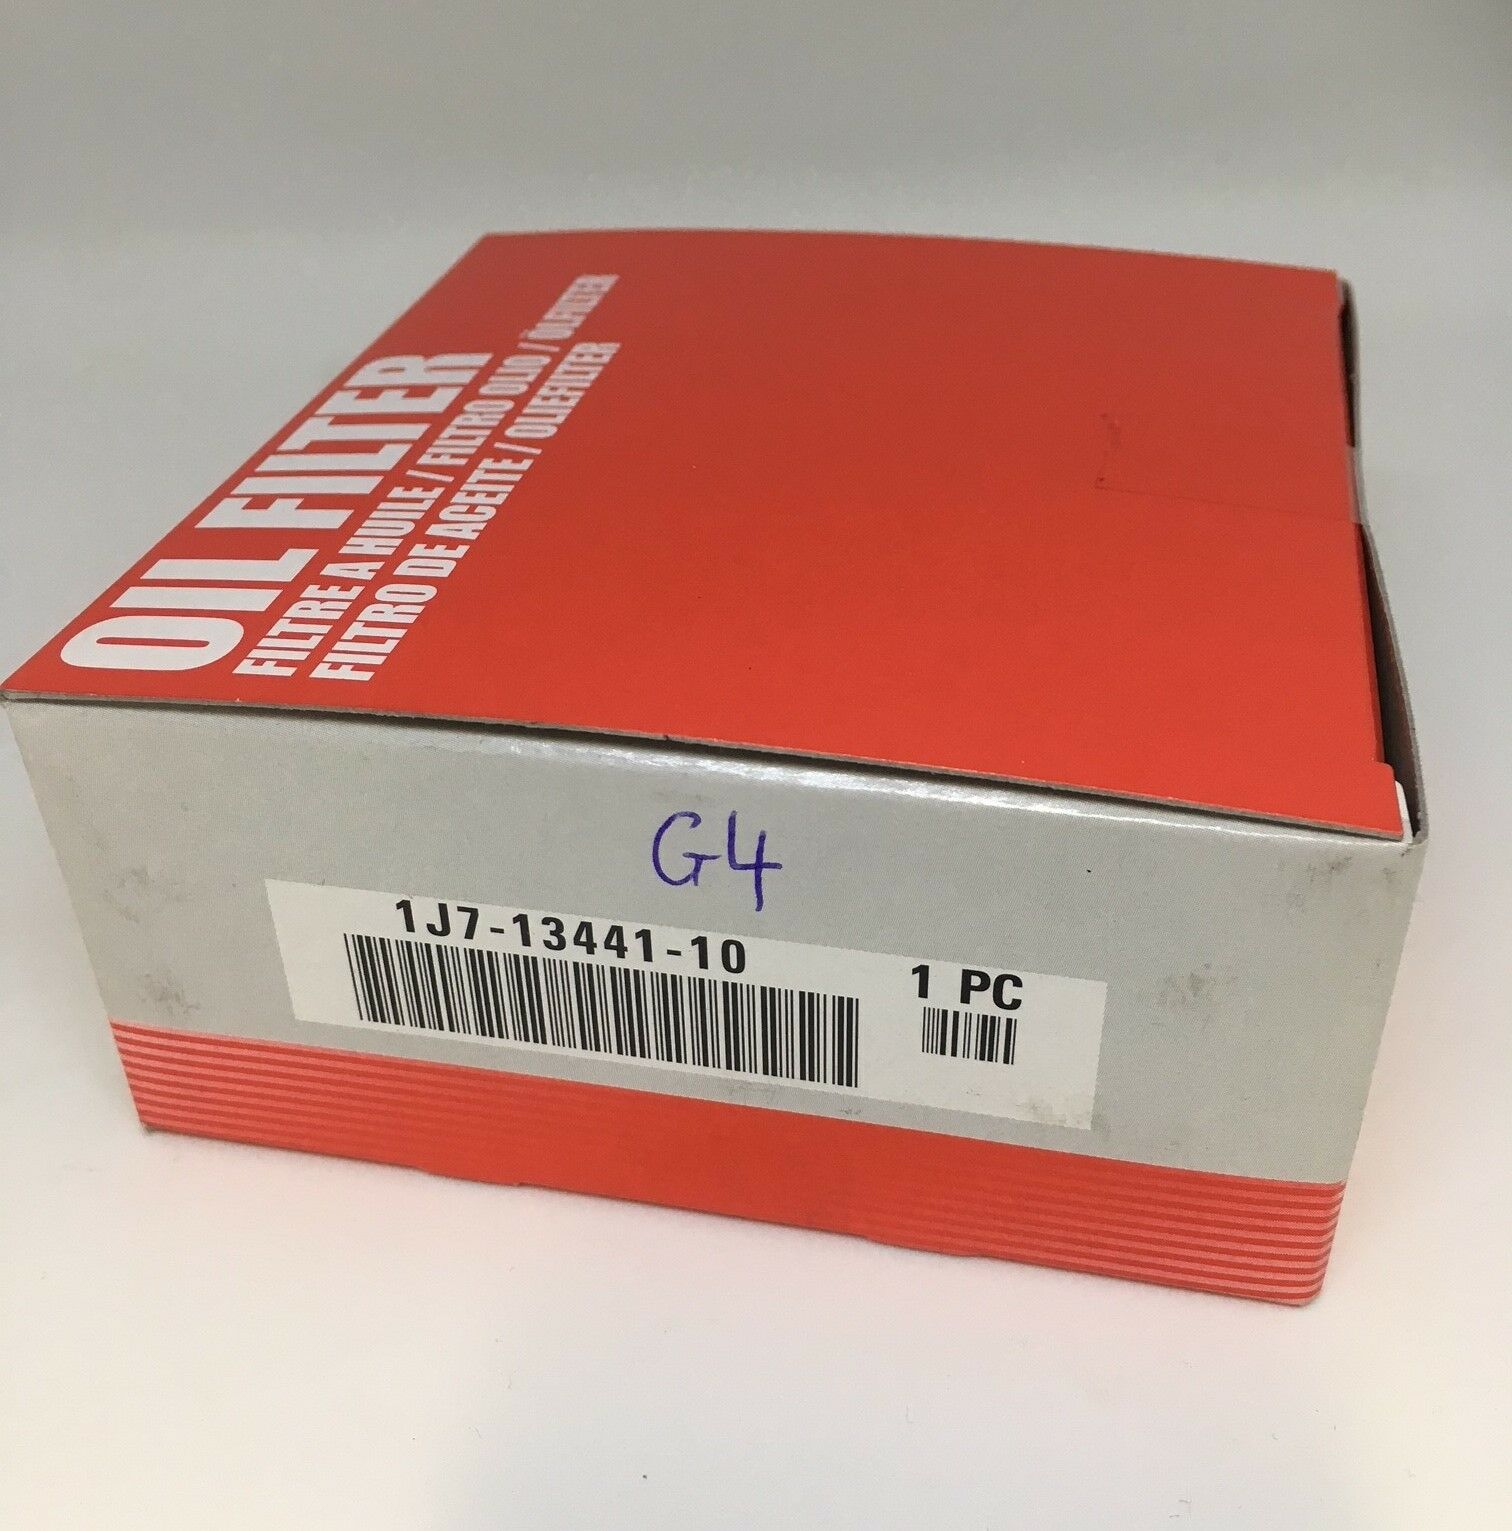 OIL FILTER
FILTRE A HUILE / FILTRO OLIO / ÖLFILTER
FILTRO DE ACEITE / OLIEFILTER
G4
1J7-13441-10
1 PC